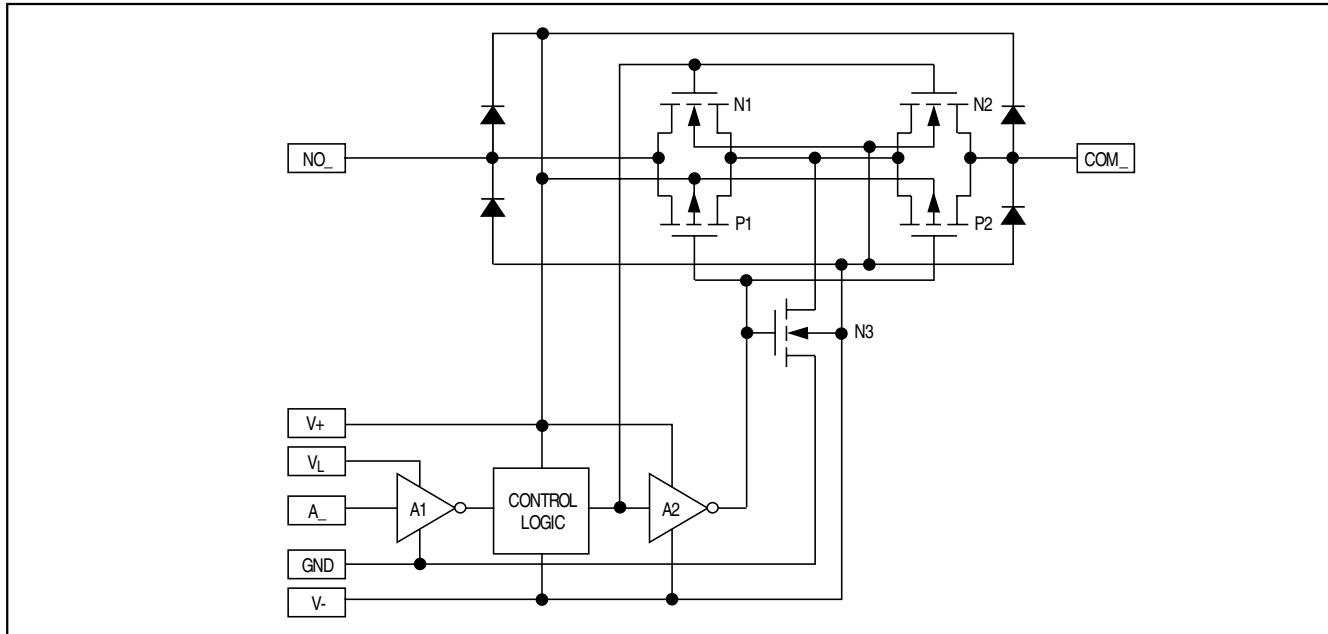 N1
N2
NO_
COM_
P1
P2
N3
V+
VL
A_
A1
CONTROL
LOGIC
A2
GND
V-